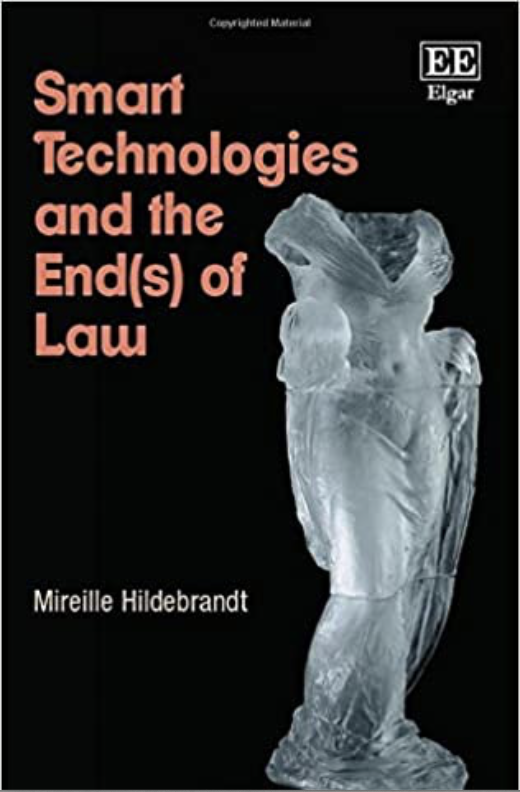 Copyrighted Material
EE
Elgar
Smart
Technologies
and the
End(s) of
Law
Mireille Hildebrandt